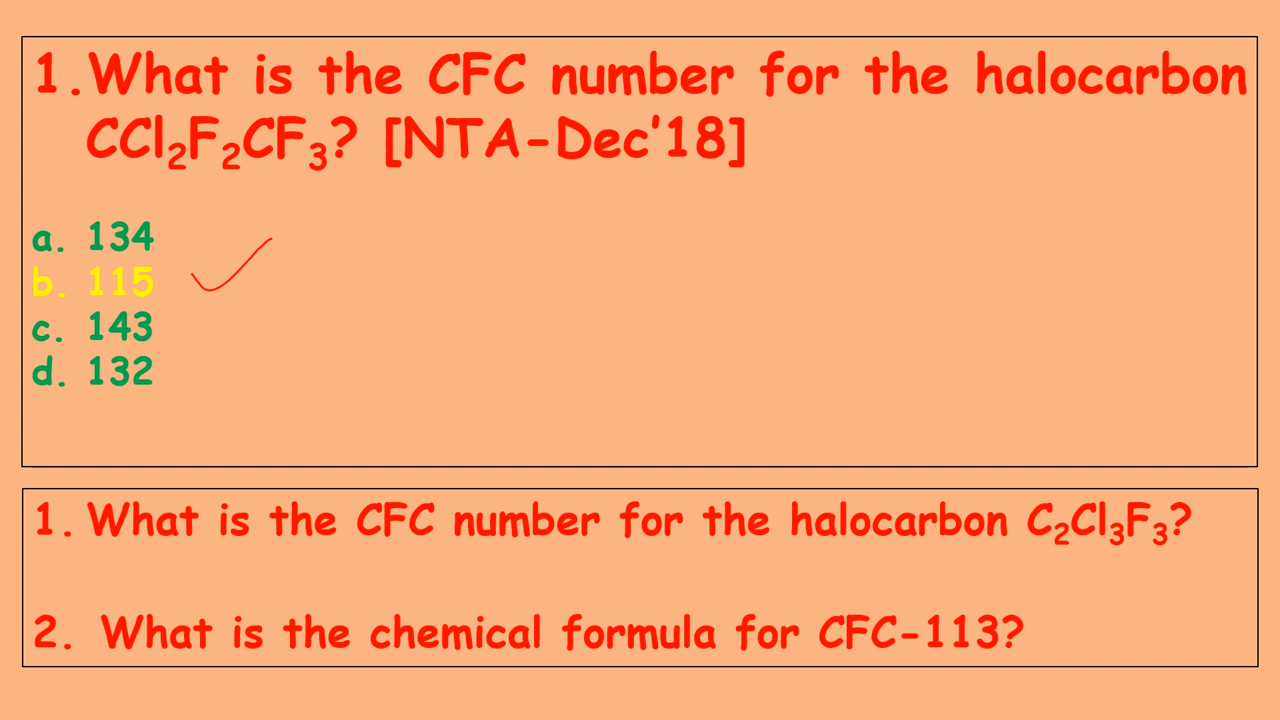 1.What is the CFC number for the halocarbon
CCl₂F₂CF₃? [NTA-Dec'18]
a. 134
b. 115
c. 143
d. 132
1. What is the CFC number for the halocarbon C₂Cl₃F₃?
2. What is the chemical formula for CFC-113?